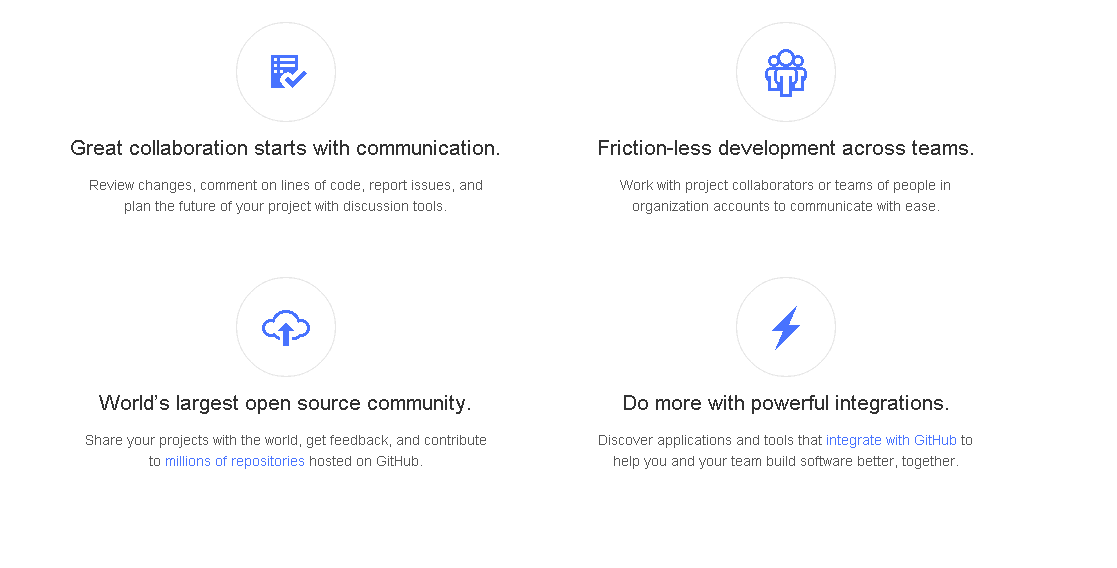 Great collaboration starts with communication.
Review changes, comment on lines of code, report issues, and
plan the future of your project with discussion tools.
Friction-less development across teams.
Work with project collaborators or teams of people in
organization accounts to communicate with ease.
World’s largest open source community.
Share your projects with the world, get feedback, and contribute
to millions of repositories hosted on GitHub.
Do more with powerful integrations.
Discover applications and tools that integrate with GitHub to
help you and your team build software better, together.